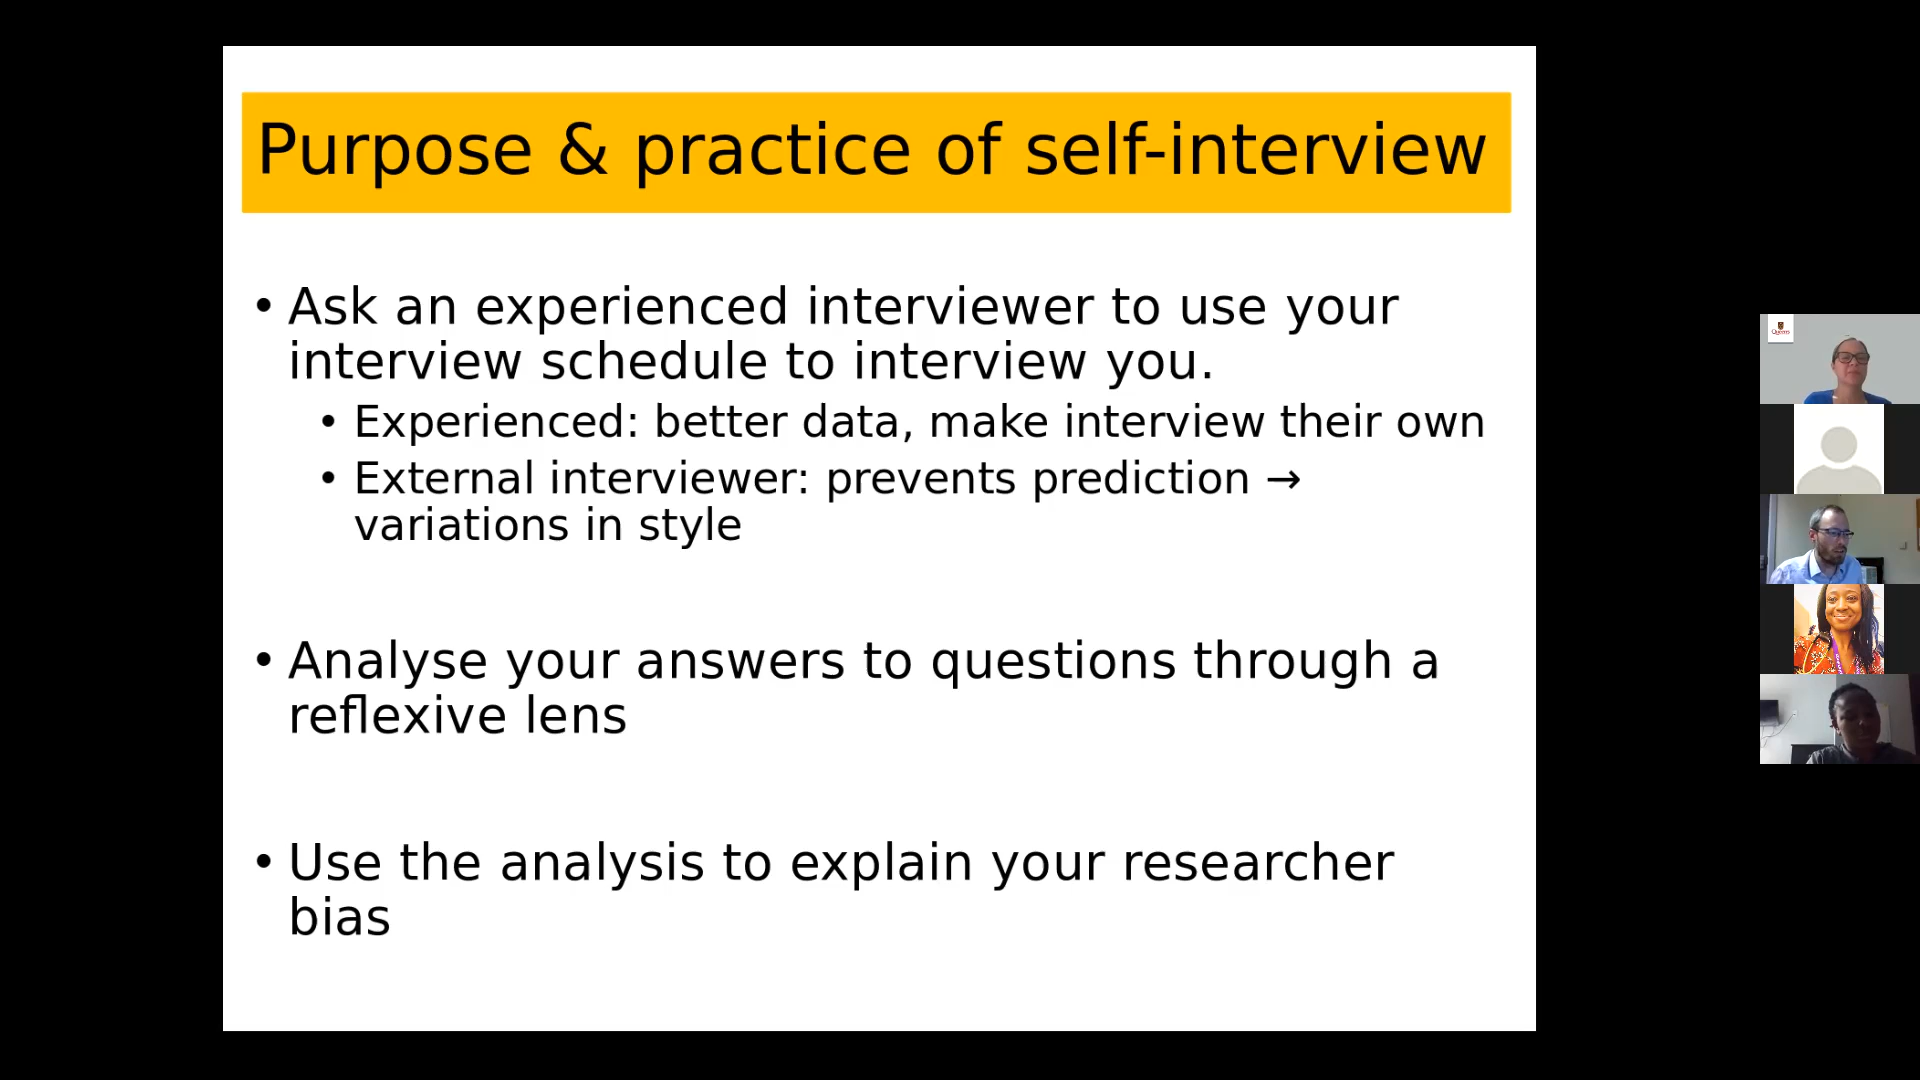 Purpose & practice of self-interview
• Ask an experienced interviewer to use your
interview schedule to interview you.
• Experienced: better data, make interview their own
• External interviewer: prevents prediction →
variations in style
• Analyse your answers to questions through a
reflexive lens
• Use the analysis to explain your researcher
bias
Queen's